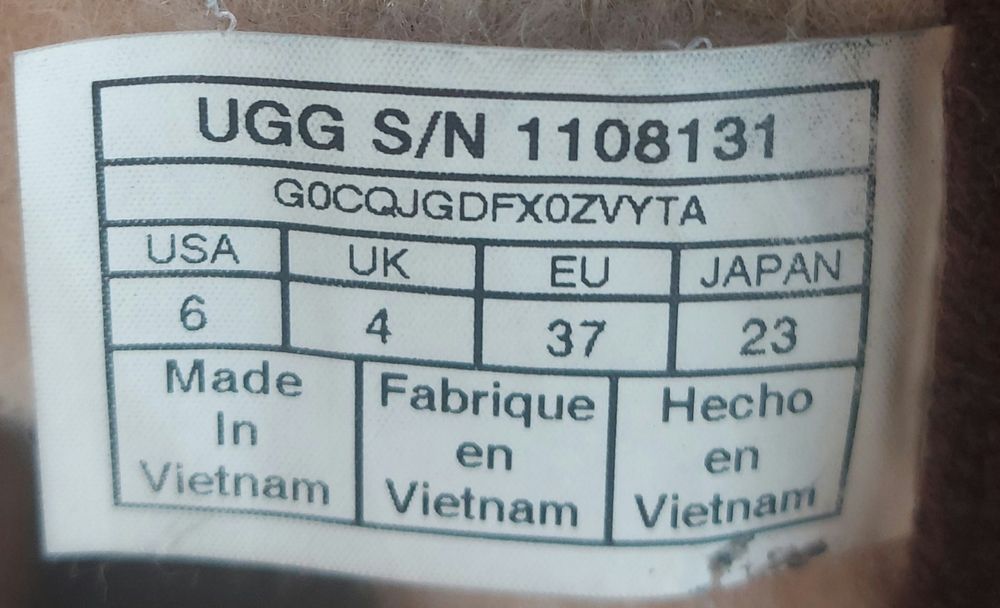 UGG S/N 1108131
G0CQJGDFX0ZVYTA
USA UK EU JAPAN
6 4 37 23
Made Fabrique Hecho
In en en
Vietnam Vietnam Vietnam